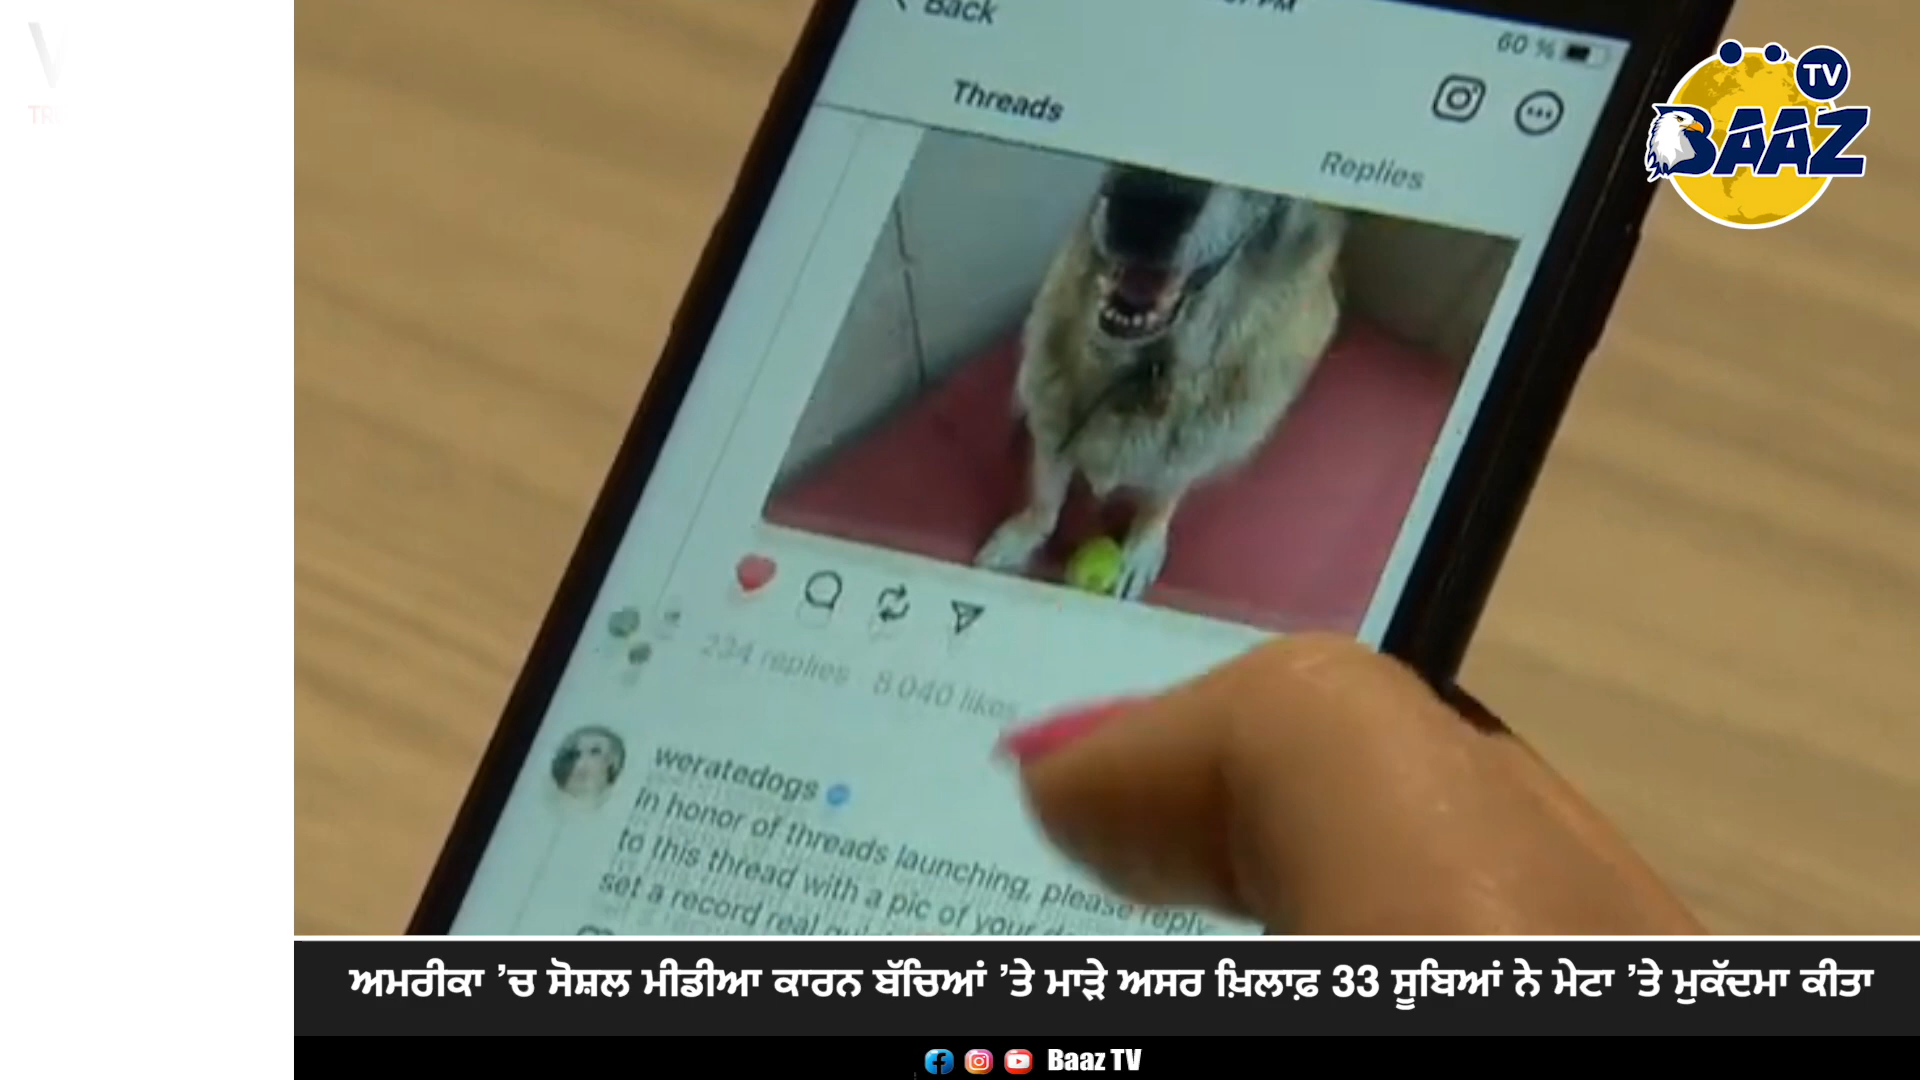 Back
60 %
Threads
Replies
TV
BAAZ
234 replies · 8,040 likes
weratedogs
In honor of threads launching, please reply
to this thread with a pic of your
set a record real
ਅਮਰੀਕਾ ’ਚ ਸੋਸ਼ਲ ਮੀਡੀਆ ਕਾਰਨ ਬੱਚਿਆਂ ’ਤੇ ਮਾੜੇ ਅਸਰ ਖ਼ਿਲਾਫ਼ 33 ਸੂਬਿਆਂ ਨੇ ਮੇਟਾ ’ਤੇ ਮੁਕੱਦਮਾ ਕੀਤਾ
Baaz TV